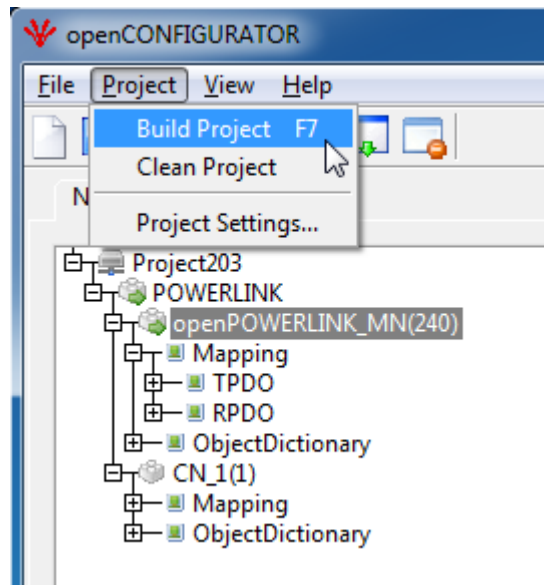 openCONFIGURATOR
File Project View Help
Build Project F7
Clean Project
N
Project Settings...
Project203
POWERLINK
openPOWERLINK_MN(240)
Mapping
TPDO
RPDO
ObjectDictionary
CN_1(1)
Mapping
ObjectDictionary